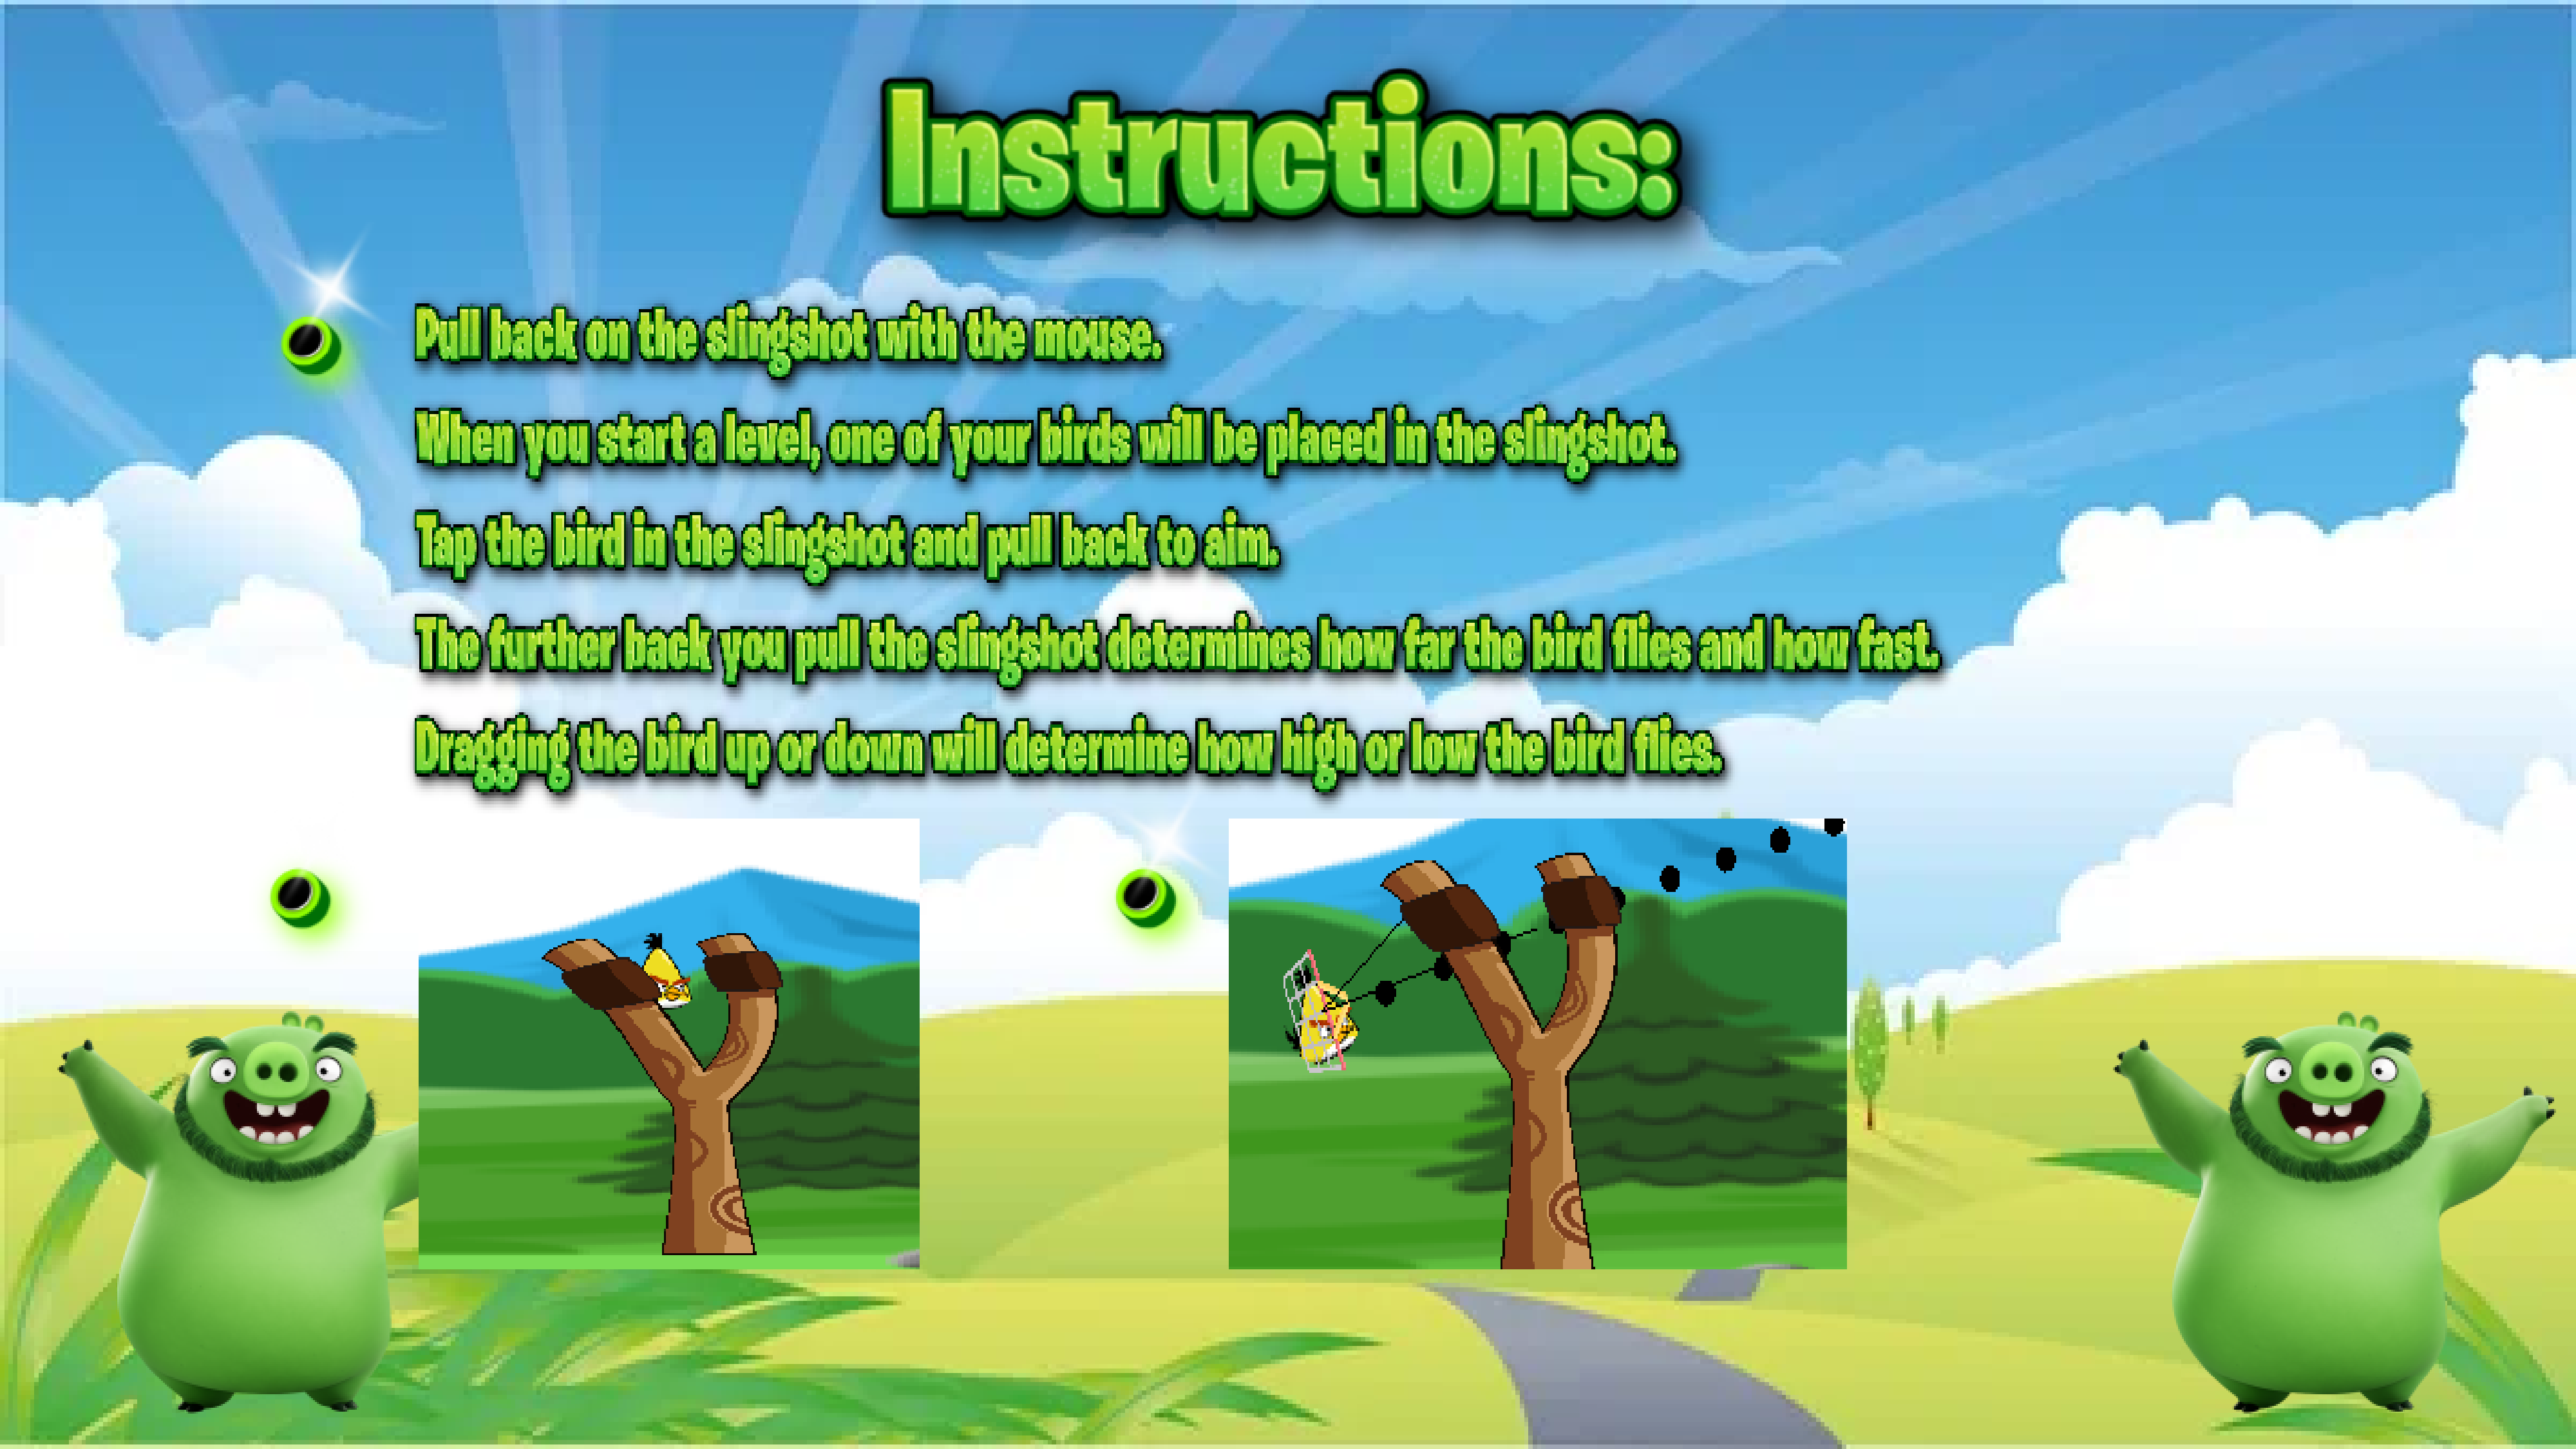 Instructions:
Pull back on the slingshot with the mouse.
When you start a level, one of your birds will be placed in the slingshot.
Tap the bird in the slingshot and pull back to aim.
The further back you pull the slingshot determines how far the bird flies and how fast.
Dragging the bird up or down will determine how high or low the bird flies.